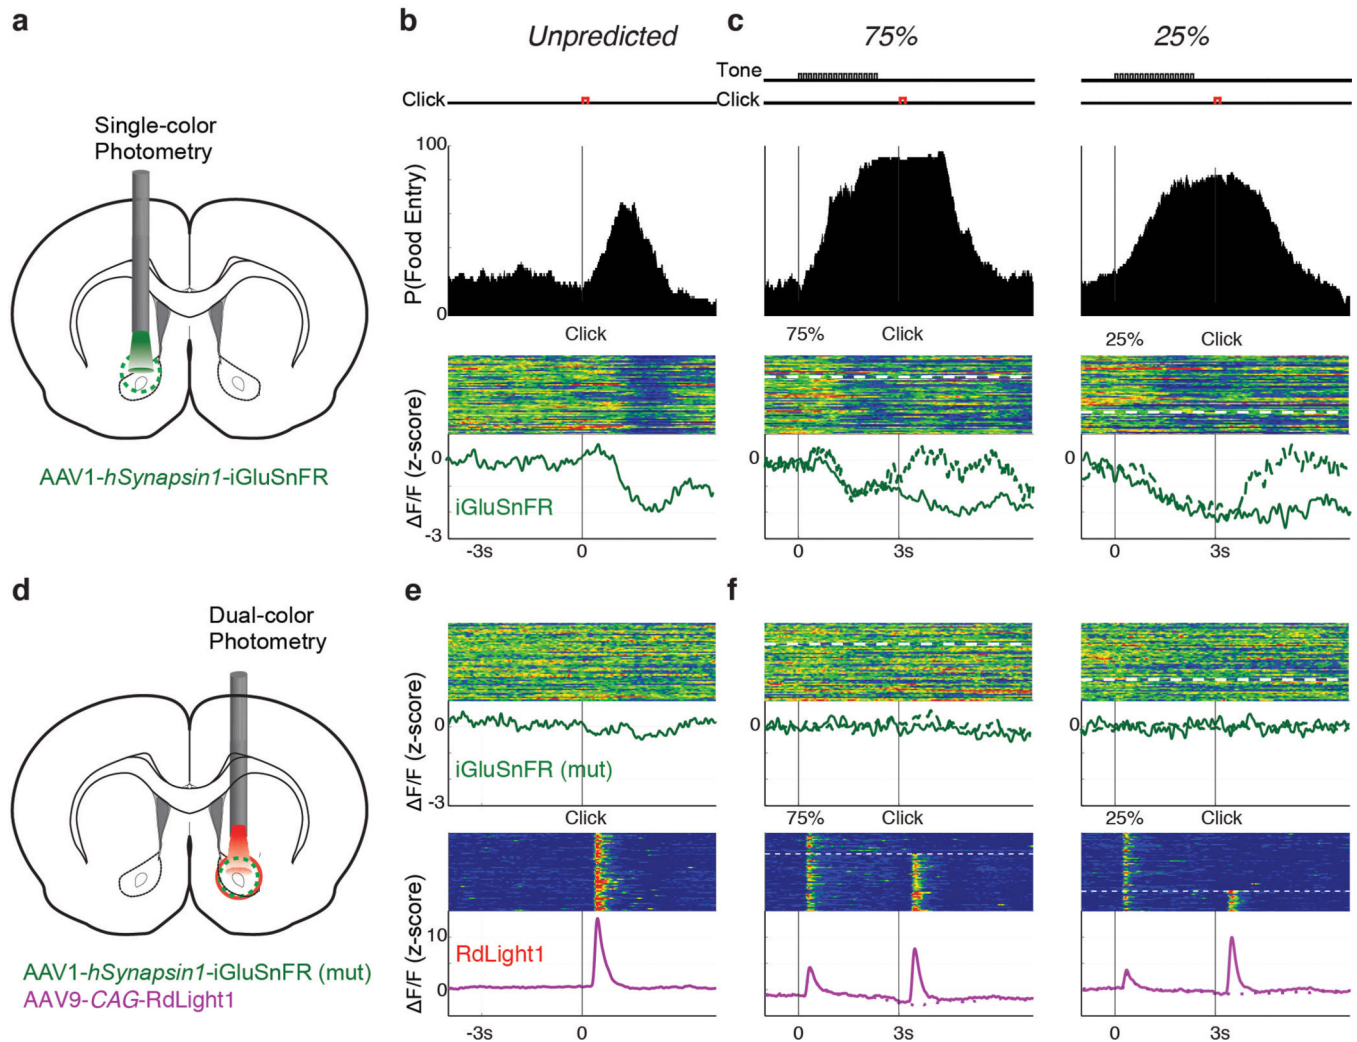 a
Single-color
Photometry
AAV1-hSynapsin1-iGluSnFR
b
Unpredicted
Click
100
P(Food Entry)
0
Click
0
ΔF/F (z-score)
iGluSnFR
-3
-3s
0
c
75%
25%
Tone
Click
75%
Click
25%
Click
0
0
0
3s
0
3s
d
Dual-color
Photometry
AAV1-hSynapsin1-iGluSnFR (mut)
AAV9-CAG-RdLight1
e
0
ΔF/F (z-score)
iGluSnFR (mut)
-3
Click
10
ΔF/F (z-score)
RdLight1
0
-3s
0
f
0
0
75%
Click
25%
Click
0
3s
0
3s